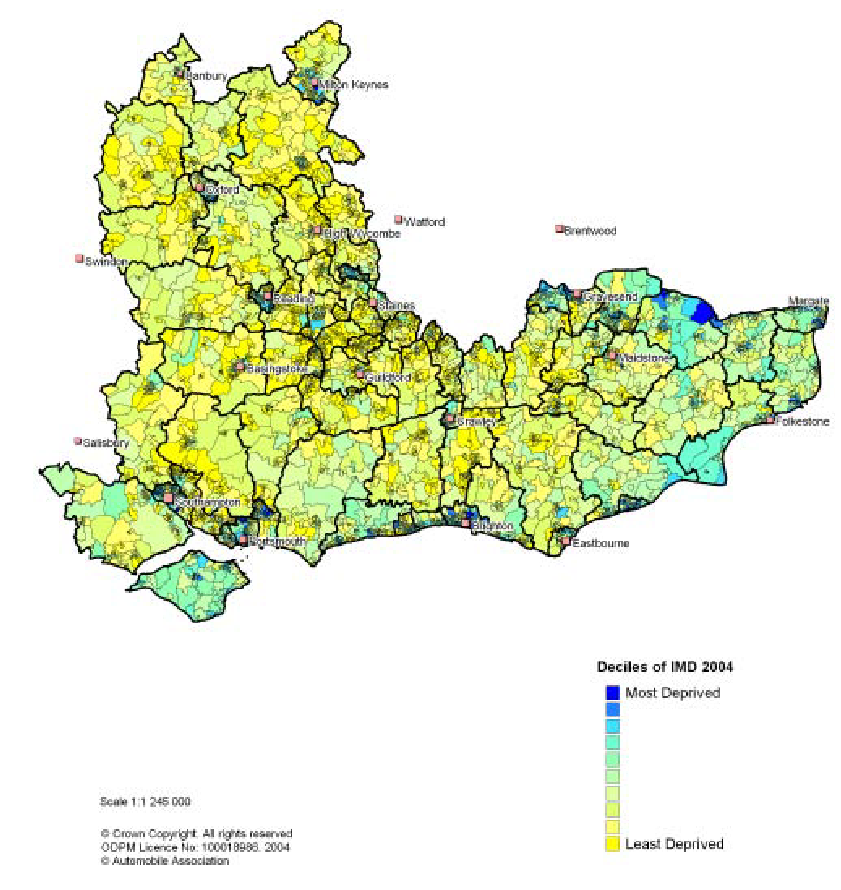 Banbury
Milton Keynes
Oxford
Watford
Brentwood
High Wycombe
Swindon
Reading
Staines
Gravesend
Margate
Maidstone
Basingstoke
Guildford
Crawley
Folkestone
Salisbury
Southampton
Brighton
Portsmouth
Eastbourne
Deciles of IMD 2004
Most Deprived
Least Deprived
Scale 1:1 245 000
© Crown Copyright. All rights reserved
ODPM Licence No: 100018986. 2004
© Automobile Association